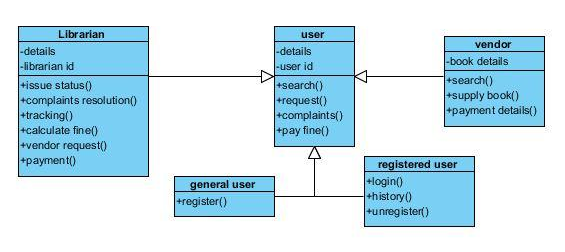 Librarian
-details
-librarian id
+issue status()
+complaints resolution()
+tracking()
+calculate fine()
+vendor request()
+payment()
user
-details
-user id
+search()
+request()
+complaints()
+pay fine()
vendor
-book details
+search()
+supply book()
+payment details()
general user
+register()
registered user
+login()
+history()
+unregister()